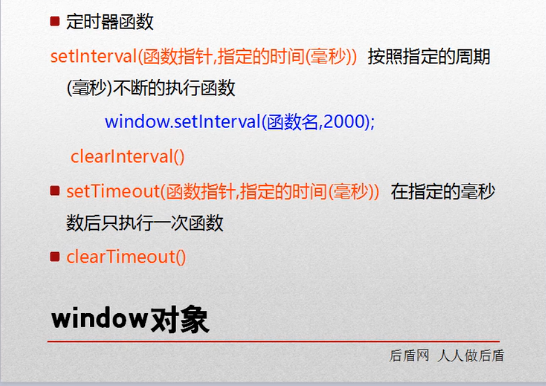 定时器函数
setInterval(函数指针,指定的时间(毫秒)) 按照指定的周期
(毫秒)不断的执行函数
window.setInterval(函数名,2000);
clearInterval()
setTimeout(函数指针,指定的时间(毫秒)) 在指定的毫秒
数后只执行一次函数
clearTimeout()
window对象
后盾网 人人做后盾